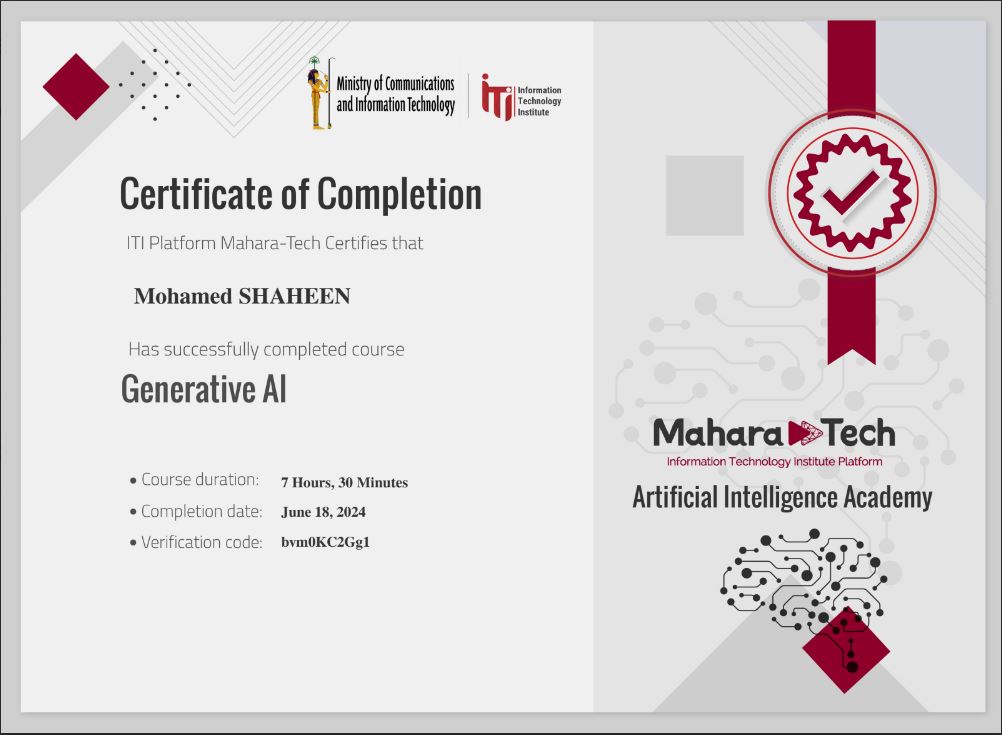 Ministry of Communications
and Information Technology
iTi
Information
Technology
Institute
Certificate of Completion
ITI Platform Mahara-Tech Certifies that
Mohamed SHAHEEN
Has successfully completed course
Generative AI
• Course duration: 7 Hours, 30 Minutes
• Completion date: June 18, 2024
• Verification code: bvm0KC2Gg1
Mahara Tech
Information Technology Institute Platform
Artificial Intelligence Academy